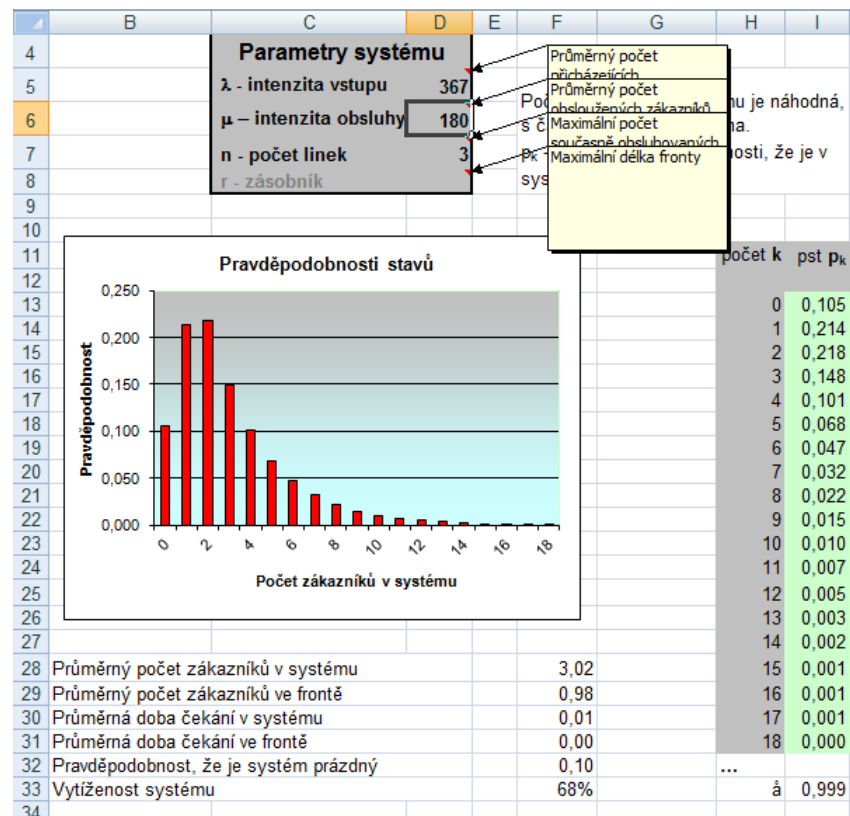 B C D E F G H I
4 Parametry systému
5 λ - intenzita vstupu 367
6 μ – intenzita obsluhy 180
7 n - počet linek 3
8 r - zásobník
Průměrný počet
přicházejících
Průměrný počet
obsloužených zákazníků
Maximální počet
současně obsluhovaných
Maximální délka fronty
nu je náhodná,
s č
na.
pk -
nosti, že je v
sys
9
10
11 počet k pst pk
12
Pravděpodobnosti stavů
0,250
0,200
0,150
0,100
0,050
0,000
Pravděpodobnost
0 2 4 6 8 10 12 14 16 18
Počet zákazníků v systému
13 0 0,105
14 1 0,214
15 2 0,218
16 3 0,148
17 4 0,101
18 5 0,068
19 6 0,047
20 7 0,032
21 8 0,022
22 9 0,015
23 10 0,010
24 11 0,007
25 12 0,005
26 13 0,003
27 14 0,002
28 Průměrný počet zákazníků v systému 3,02 15 0,001
29 Průměrný počet zákazníků ve frontě 0,98 16 0,001
30 Průměrná doba čekání v systému 0,01 17 0,001
31 Průměrná doba čekání ve frontě 0,00 18 0,000
32 Pravděpodobnost, že je systém prázdný 0,10 ...
33 Vytíženost systému 68% å 0,999
34